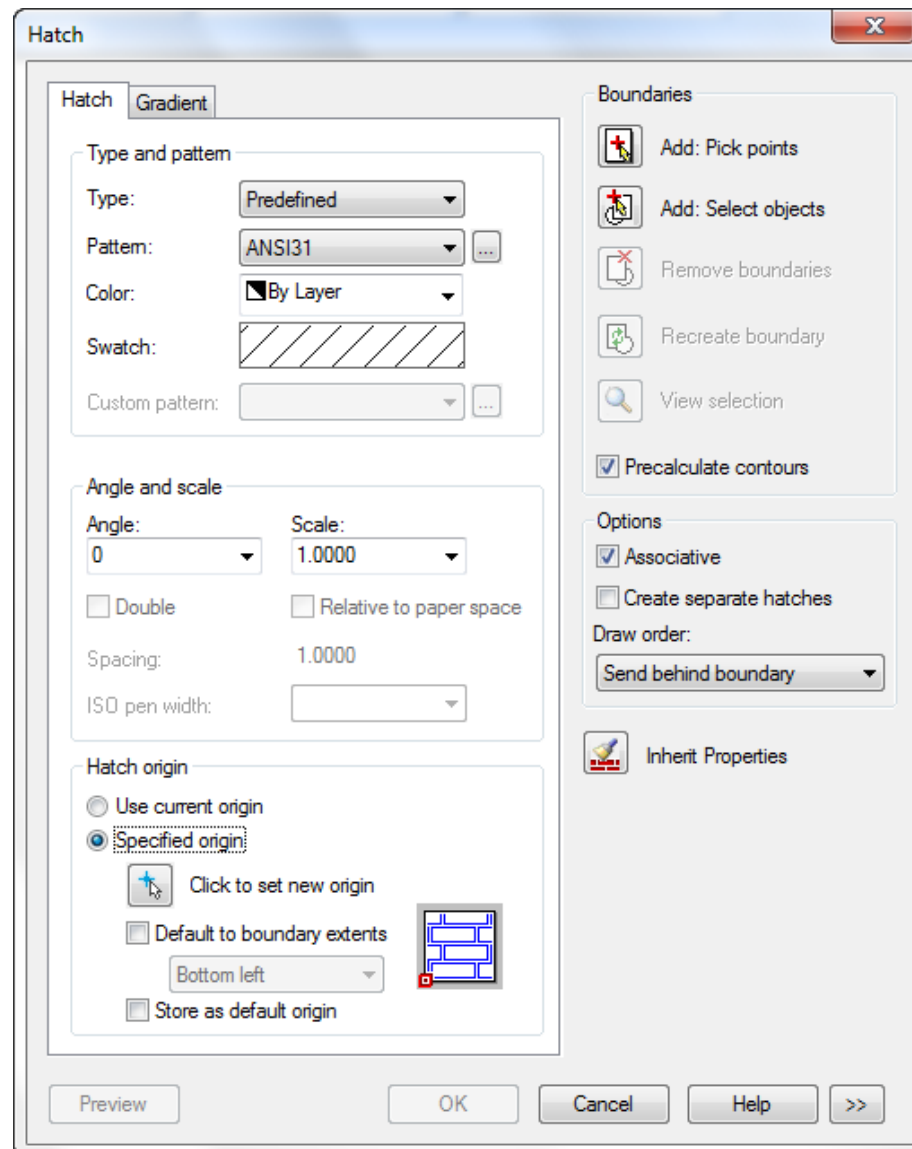 Hatch
Hatch
Gradient
Type and pattern
Type:
Predefined
Pattern:
ANSI31
...
Color:
By Layer
Swatch:
Custom pattern:
...
Angle and scale
Angle:
Scale:
0
1.0000
Double
Relative to paper space
Spacing:
1.0000
ISO pen width:
Hatch origin
Use current origin
Specified origin
Click to set new origin
Default to boundary extents
Bottom left
Store as default origin
Boundaries
Add: Pick points
Add: Select objects
Remove boundaries
Recreate boundary
View selection
Precalculate contours
Options
Associative
Create separate hatches
Draw order:
Send behind boundary
Inherit Properties
Preview
OK
Cancel
Help
>>